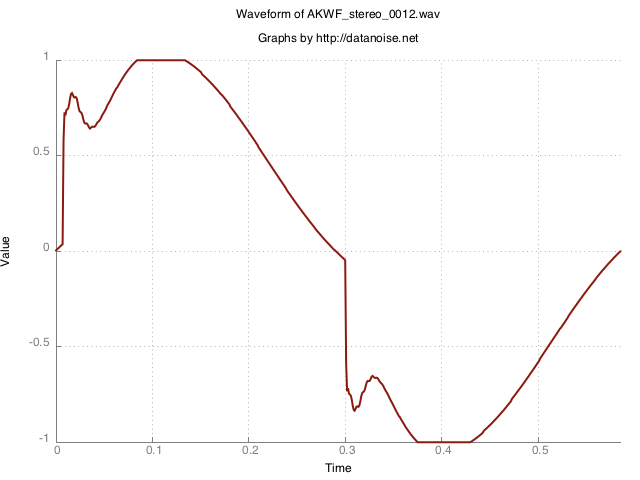 Waveform of AKWF_stereo_0012.wav
Graphs by http://datanoise.net
1
0.5
0
-0.5
-1
Value
0 0.1 0.2 0.3 0.4 0.5
Time